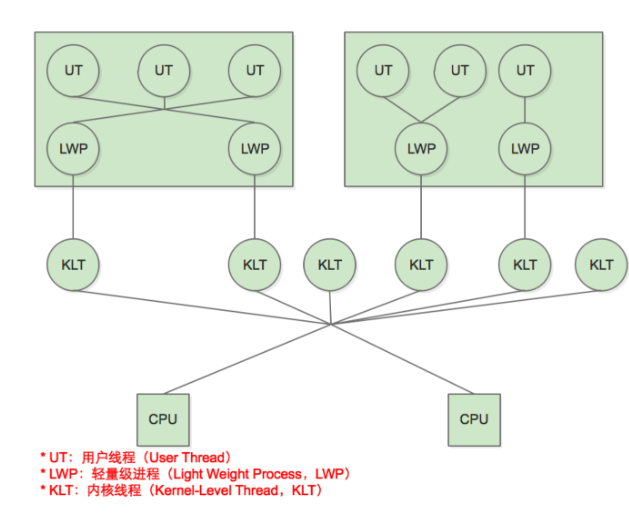 UT UT UT UT UT UT
LWP LWP LWP LWP
KLT KLT KLT KLT KLT KLT
CPU CPU
* UT：用户线程（User Thread）
* LWP：轻量级进程（Light Weight Process，LWP）
* KLT：内核线程（Kernel-Level Thread，KLT）